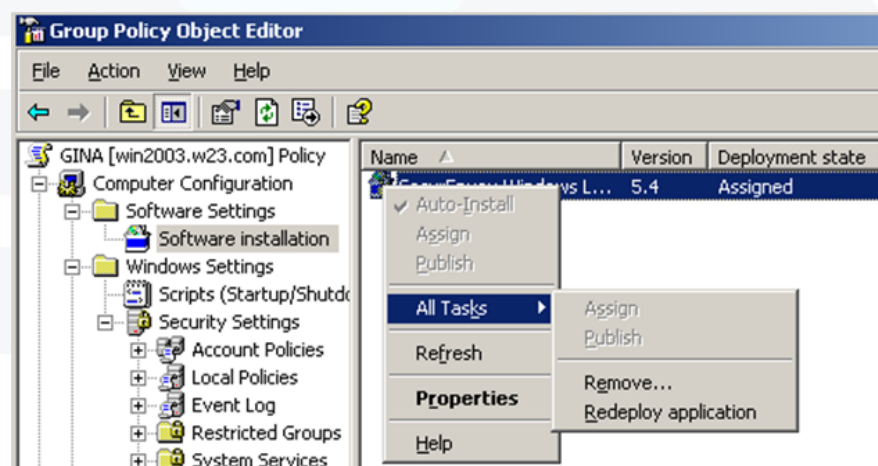 Group Policy Object Editor
File Action View Help
GINA [win2003.w23.com] Policy
Computer Configuration
Software Settings
Software installation
Windows Settings
Scripts (Startup/Shutdo
Security Settings
Account Policies
Local Policies
Event Log
Restricted Groups
System Services
Name Version Deployment state
Windows L... 5.4 Assigned
Auto-Install
Assign
Publish
All Tasks
Refresh
Properties
Help
Assign
Publish
Remove...
Redeploy application